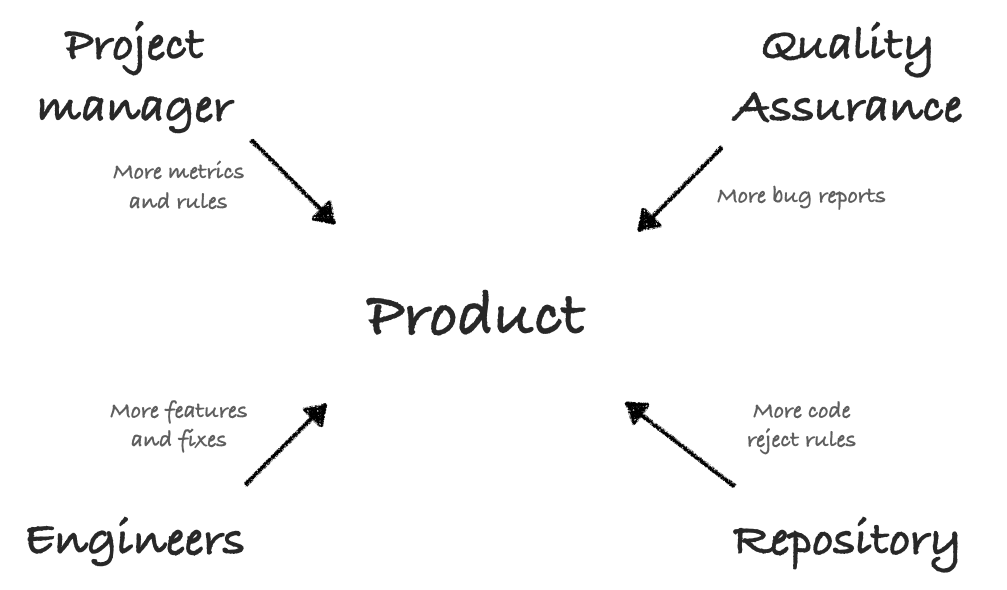 Project
manager
More metrics
and rules
Quality
Assurance
More bug reports
Product
More features
and fixes
Engineers
More code
reject rules
Repository